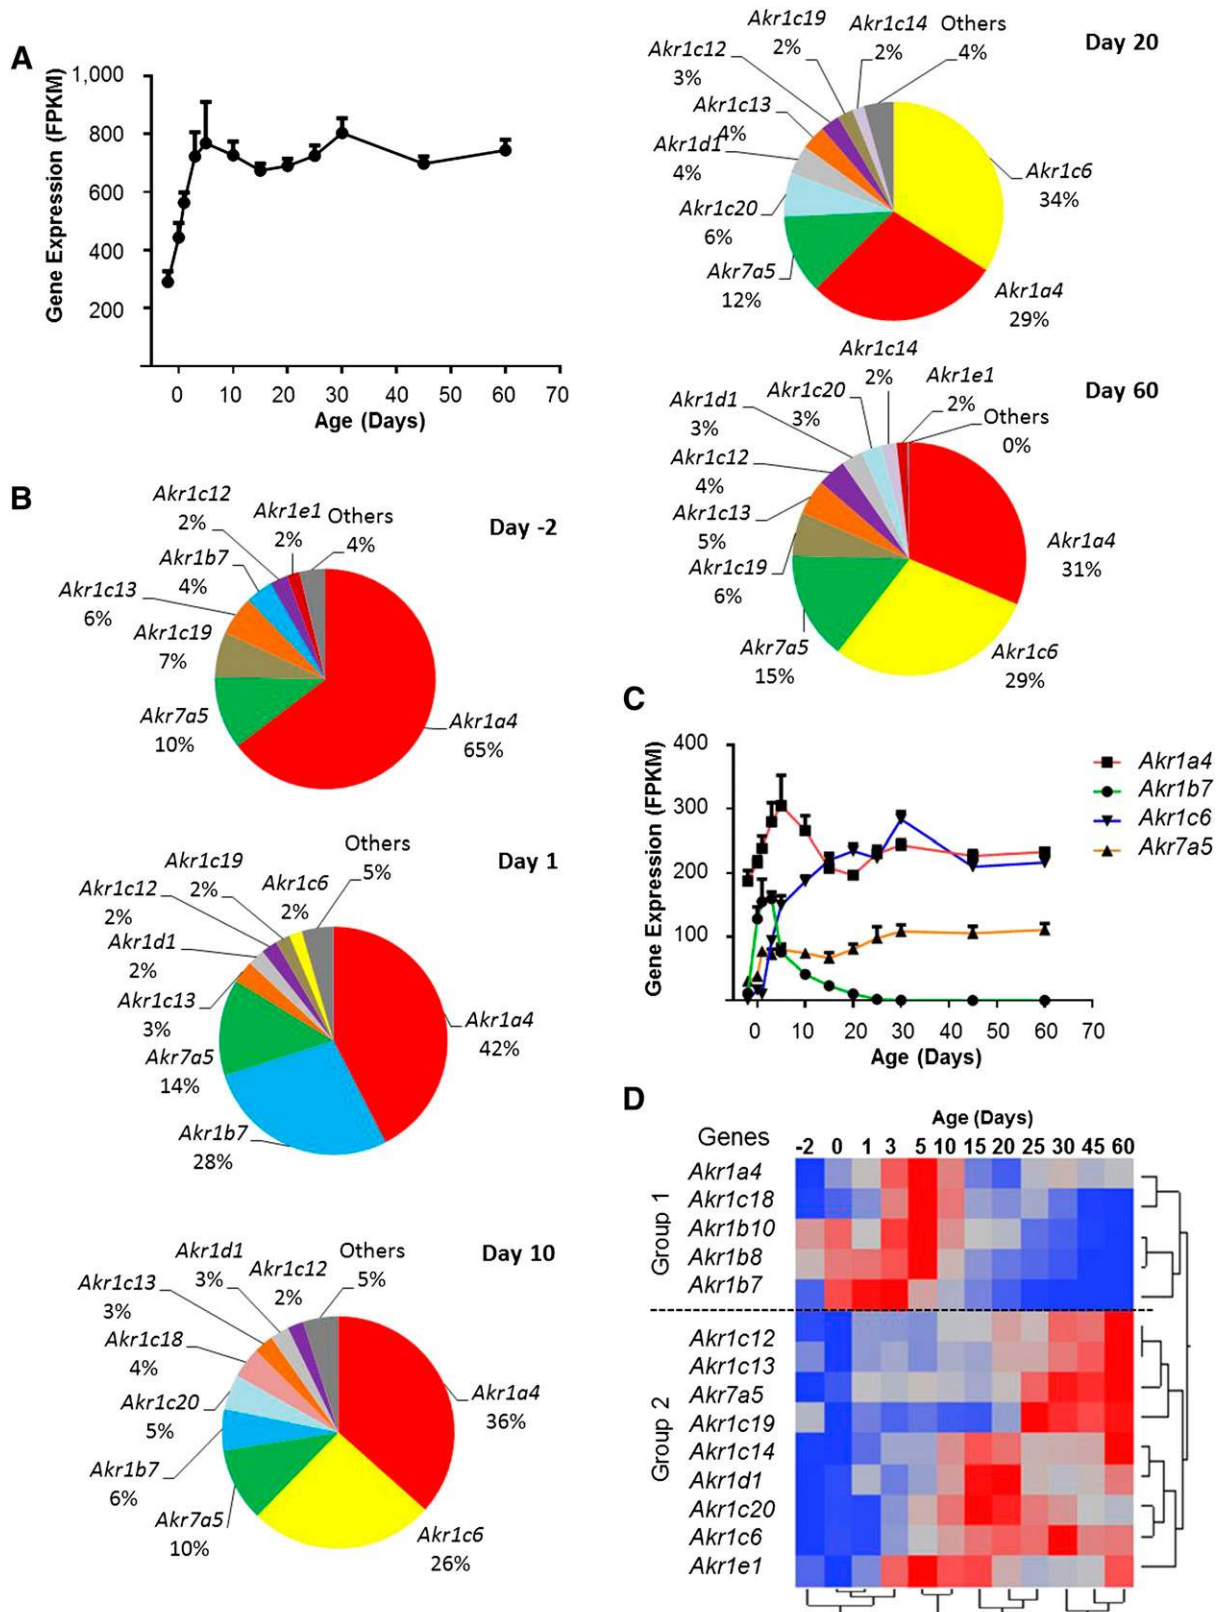 A
Gene Expression (FPKM)
1,000
800
600
400
200
0 10 20 30 40 50 60 70
Age (Days)
B
Day -2
Akr1c12
2%
Akr1e1
2%
Others
4%
Akr1b7
4%
Akr1c13
6%
Akr1c19
7%
Akr7a5
10%
Akr1a4
65%
Day 1
Others
5%
Akr1c19
2%
Akr1c6
2%
Akr1c12
2%
Akr1d1
2%
Akr1c13
3%
Akr7a5
14%
Akr1b7
28%
Akr1a4
42%
Day 10
Akr1d1
3%
Akr1c12
2%
Others
5%
Akr1c13
3%
Akr1c18
4%
Akr1c20
5%
Akr1b7
6%
Akr7a5
10%
Akr1c6
26%
Akr1a4
36%
Day 20
Akr1c19
2%
Akr1c14
2%
Others
4%
Akr1c12
3%
Akr1c13
4%
Akr1d1
4%
Akr1c20
6%
Akr7a5
12%
Akr1a4
29%
Akr1c6
34%
Day 60
Akr1c14
2%
Akr1e1
2%
Others
0%
Akr1c20
3%
Akr1d1
3%
Akr1c12
4%
Akr1c13
5%
Akr1c19
6%
Akr7a5
15%
Akr1c6
29%
Akr1a4
31%
C
Gene Expression (FPKM)
400
300
200
100
0 10 20 30 40 50 60 70
Age (Days)
Akr1a4
Akr1b7
Akr1c6
Akr7a5
D
Age (Days)
Genes
-2 0 1 3 5 10 15 20 25 30 45 60
Group 1
Akr1a4
Akr1c18
Akr1b10
Akr1b8
Akr1b7
Group 2
Akr1c12
Akr1c13
Akr7a5
Akr1c19
Akr1c14
Akr1d1
Akr1c20
Akr1c6
Akr1e1